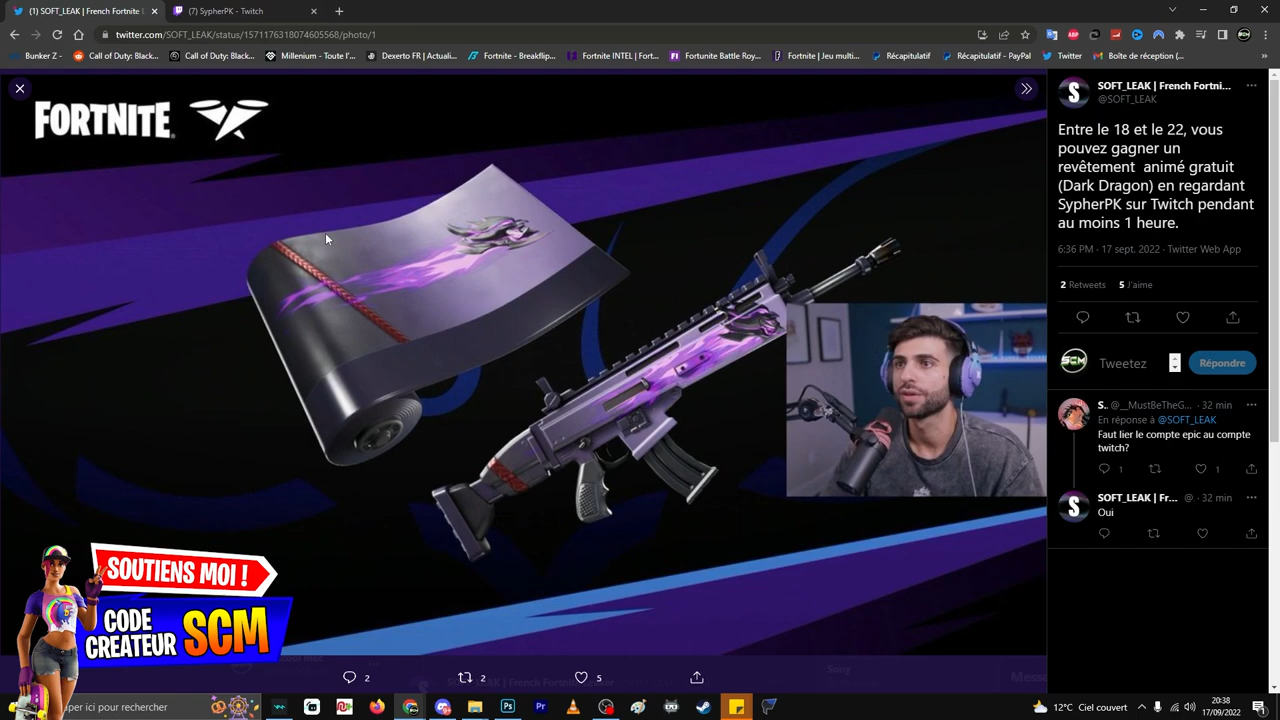 (1) SOFT_LEAK | French Fortnite L
(7) SypherPK - Twitch
twitter.com/SOFT_LEAK/status/1571176318074605568/photo/1
Bunker Z -
Call of Duty: Black...
Call of Duty: Black...
Millenium - Toute l'i...
Dexerto FR | Actuali...
Fortnite - Breakflip...
Fortnite INTEL | Fort...
Fortunite Battle Roy...
Fortnite | Jeu multi...
Récapitulatif
Récapitulatif - PayPal
Twitter
Boîte de réception (...
FORTNITE
SOFT_LEAK | French Fortni...
@SOFT_LEAK
Entre le 18 et le 22, vous
pouvez gagner un
revêtement animé gratuit
(Dark Dragon) en regardant
SypherPK sur Twitch pendant
au moins 1 heure.
6:36 PM · 17 sept. 2022 · Twitter Web App
2 Retweets 5 J'aime
Tweetez
Répondre
S.. @__MustBeTheG... · 32 min
En réponse à @SOFT_LEAK
Faut lier le compte epic au compte
twitch?
1 1
SOFT_LEAK | Fr... @ · 32 min
Oui
SOUTIENS MOI !
CODE
CREATEUR SCM
2 2 5
per ici pour rechercher
12°C Ciel couvert
20:38
17/09/2022